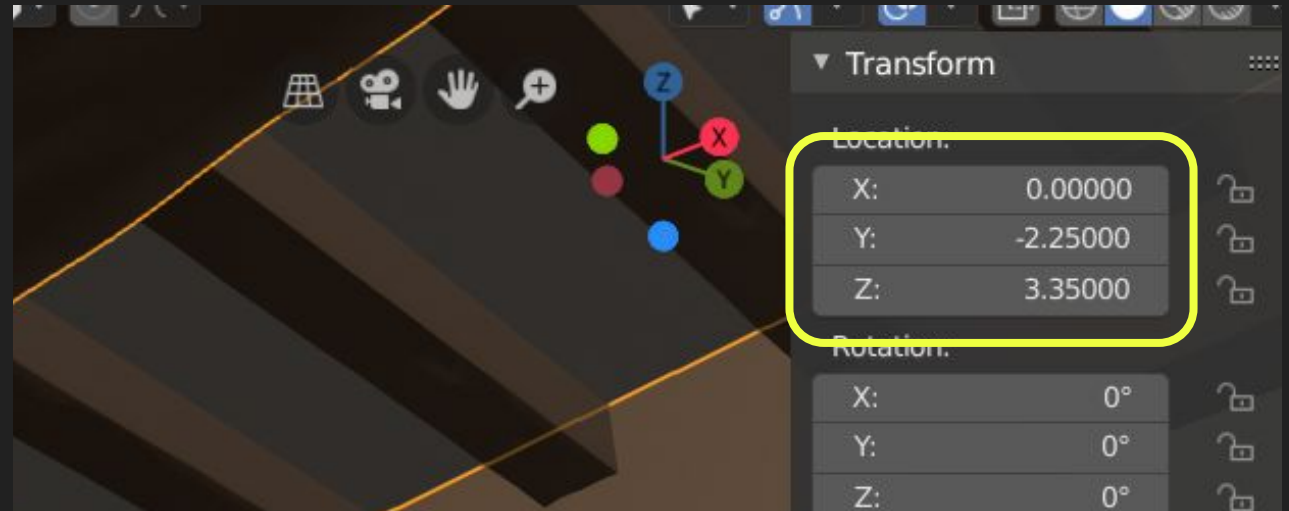 Transform
Z
X
Y
Location:
X: 0.00000
Y: -2.25000
Z: 3.35000
Rotation:
X: 0°
Y: 0°
Z: 0°